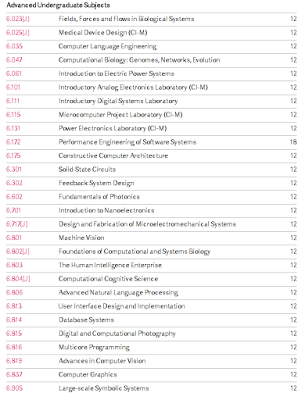 Advanced Undergraduate Subjects
6.023[J] Fields, Forces and Flows in Biological Systems 12
6.025[J] Medical Device Design (CI-M) 12
6.035 Computer Language Engineering 12
6.047 Computational Biology: Genomes, Networks, Evolution 12
6.061 Introduction to Electric Power Systems 12
6.101 Introductory Analog Electronics Laboratory (CI-M) 12
6.111 Introductory Digital Systems Laboratory 12
6.115 Microcomputer Project Laboratory (CI-M) 12
6.131 Power Electronics Laboratory (CI-M) 12
6.172 Performance Engineering of Software Systems 18
6.175 Constructive Computer Architecture 12
6.301 Solid-State Circuits 12
6.302 Feedback System Design 12
6.602 Fundamentals of Photonics 12
6.701 Introduction to Nanoelectronics 12
6.717[J] Design and Fabrication of Microelectromechanical Systems 12
6.801 Machine Vision 12
6.802[J] Foundations of Computational and Systems Biology 12
6.803 The Human Intelligence Enterprise 12
6.804[J] Computational Cognitive Science 12
6.806 Advanced Natural Language Processing 12
6.813 User Interface Design and Implementation 12
6.814 Database Systems 12
6.815 Digital and Computational Photography 12
6.816 Multicore Programming 12
6.819 Advances in Computer Vision 12
6.837 Computer Graphics 12
6.905 Large-scale Symbolic Systems 12